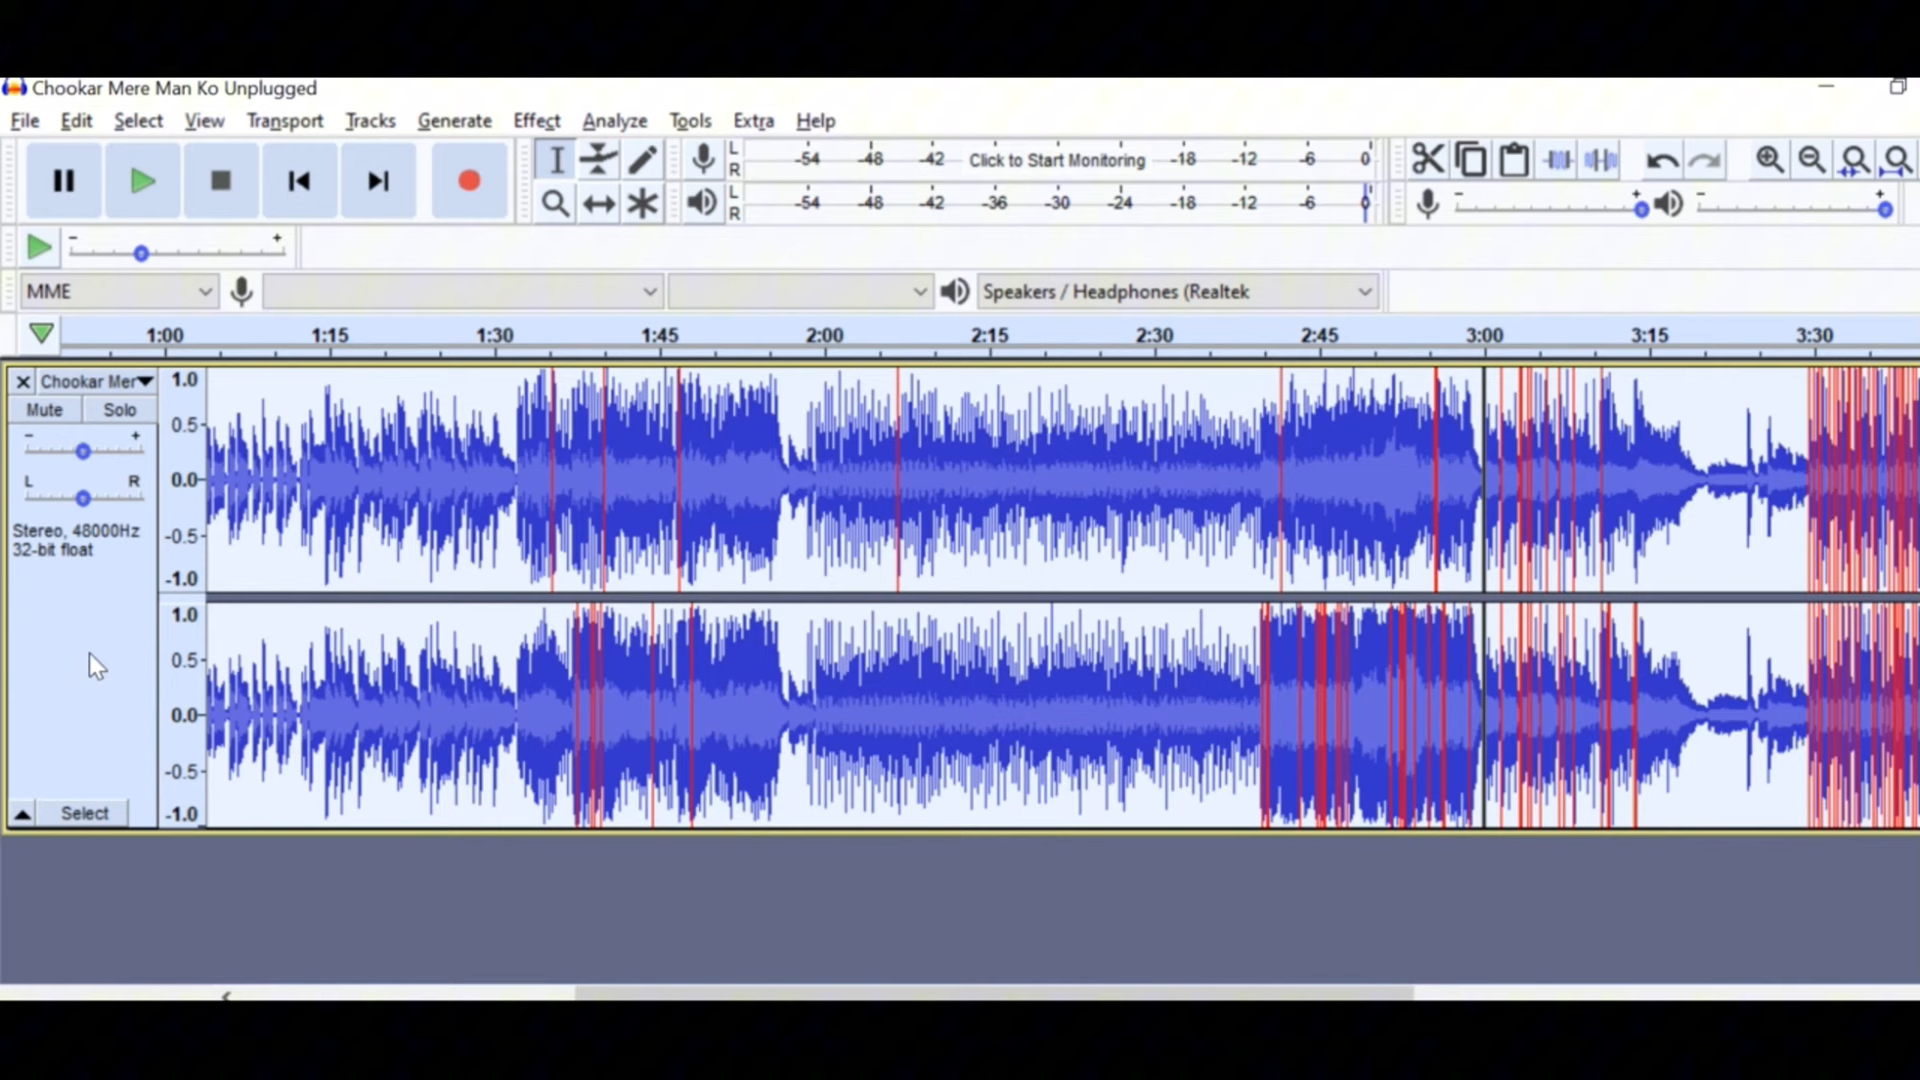 Chookar Mere Man Ko Unplugged
File Edit Select View Transport Tracks Generate Effect Analyze Tools Extra Help
L
R
-54 -48 -42 Click to Start Monitoring -18 -12 -6 0
L
R
-54 -48 -42 -36 -30 -24 -18 -12 -6 0
- +
- +
- +
MME
Speakers / Headphones (Realtek
1:00 1:15 1:30 1:45 2:00 2:15 2:30 2:45 3:00 3:15 3:30
Chookar Mer
Mute Solo
- +
L R
Stereo, 48000Hz
32-bit float
Select
1.0
0.5
0.0
-0.5
-1.0
1.0
0.5
0.0
-0.5
-1.0